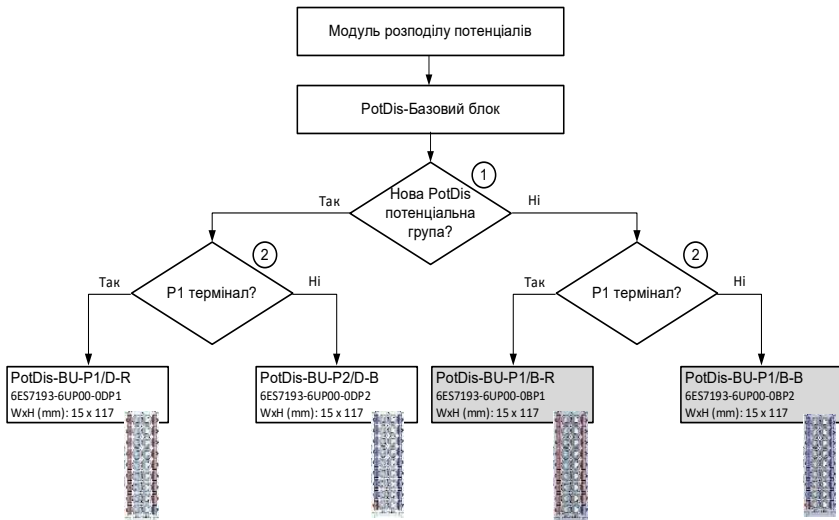 Модуль розподілу потенціалів
PotDis-Базовий блок
1
Нова PotDis
потенціальна
група?
Так
Ні
2
P1 термінал?
Так
Ні
2
P1 термінал?
Так
Ні
PotDis-BU-P1/D-R
6ES7193-6UP00-0DP1
WxH (mm): 15 x 117
PotDis-BU-P2/D-B
6ES7193-6UP00-0DP2
WxH (mm): 15 x 117
PotDis-BU-P1/B-R
6ES7193-6UP00-0BP1
WxH (mm): 15 x 117
PotDis-BU-P1/B-B
6ES7193-6UP00-0BP2
WxH (mm): 15 x 117